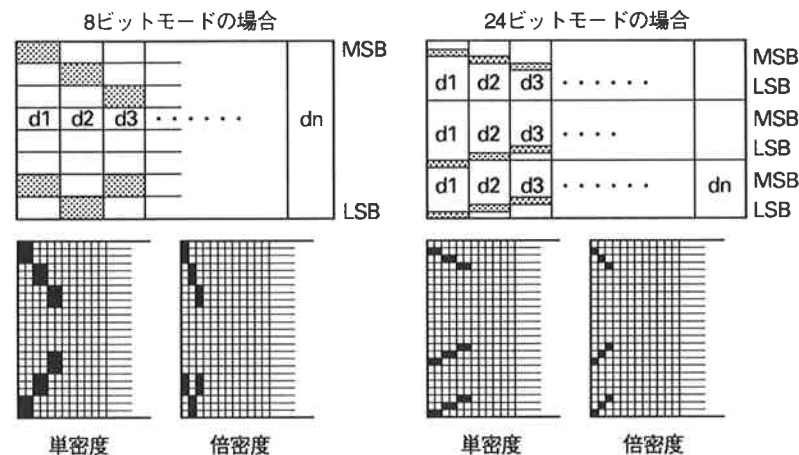 8ビットモードの場合
MSB
d1 d2 d3 ・・・・・・ dn
LSB
単密度 倍密度
24ビットモードの場合
MSB
d1 d2 d3 ・・・・・・
LSB
MSB
d1 d2 d3 ・・・・
LSB
MSB
d1 d2 d3 ・・・・・・ dn
LSB
単密度 倍密度